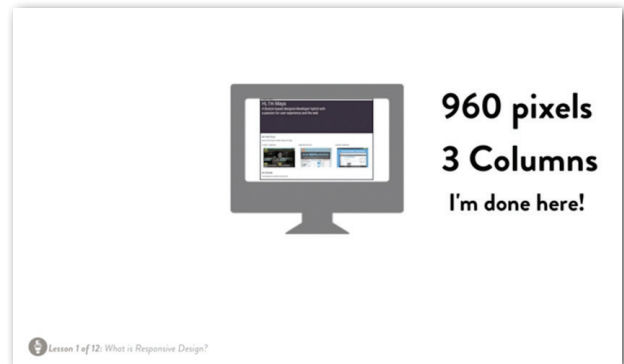 960 pixels
3 Columns
I'm done here!
Hi, I'm Maya
Lesson 1 of 12: What is Responsive Design?